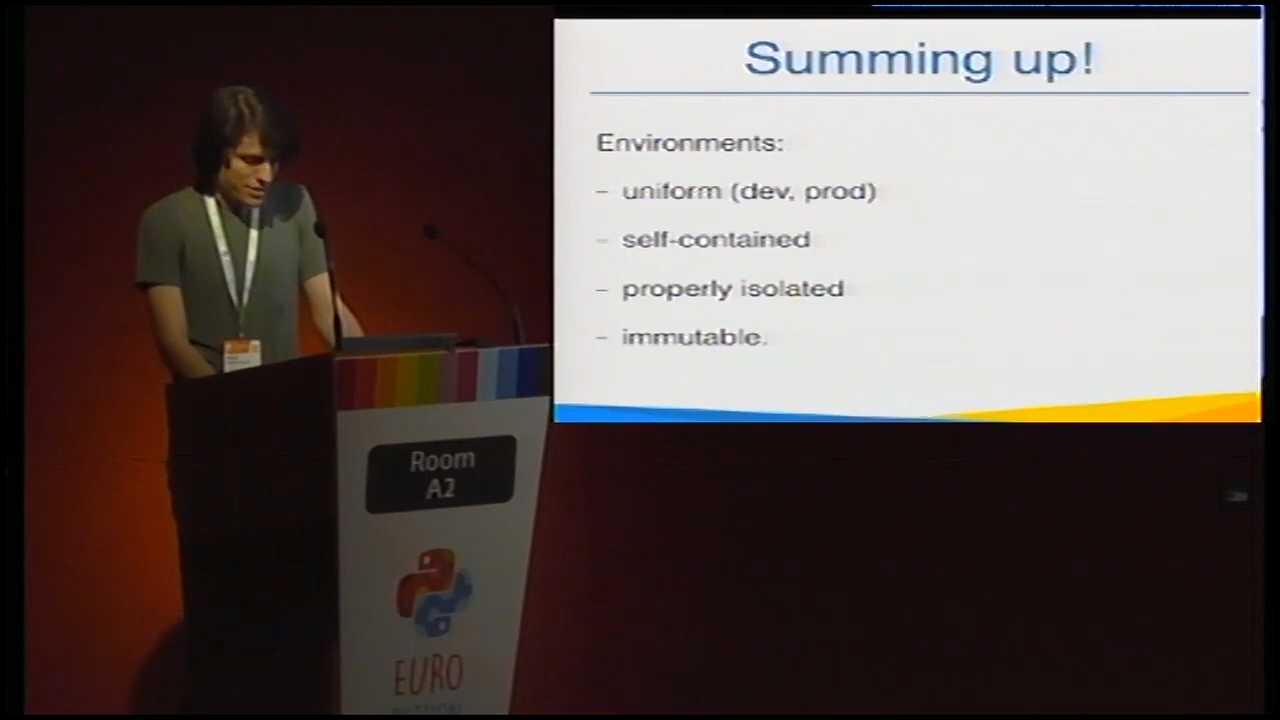 Summing up!
Environments:
- uniform (dev, prod)
- self-contained
- properly isolated
- immutable.
Room
A2
EURO